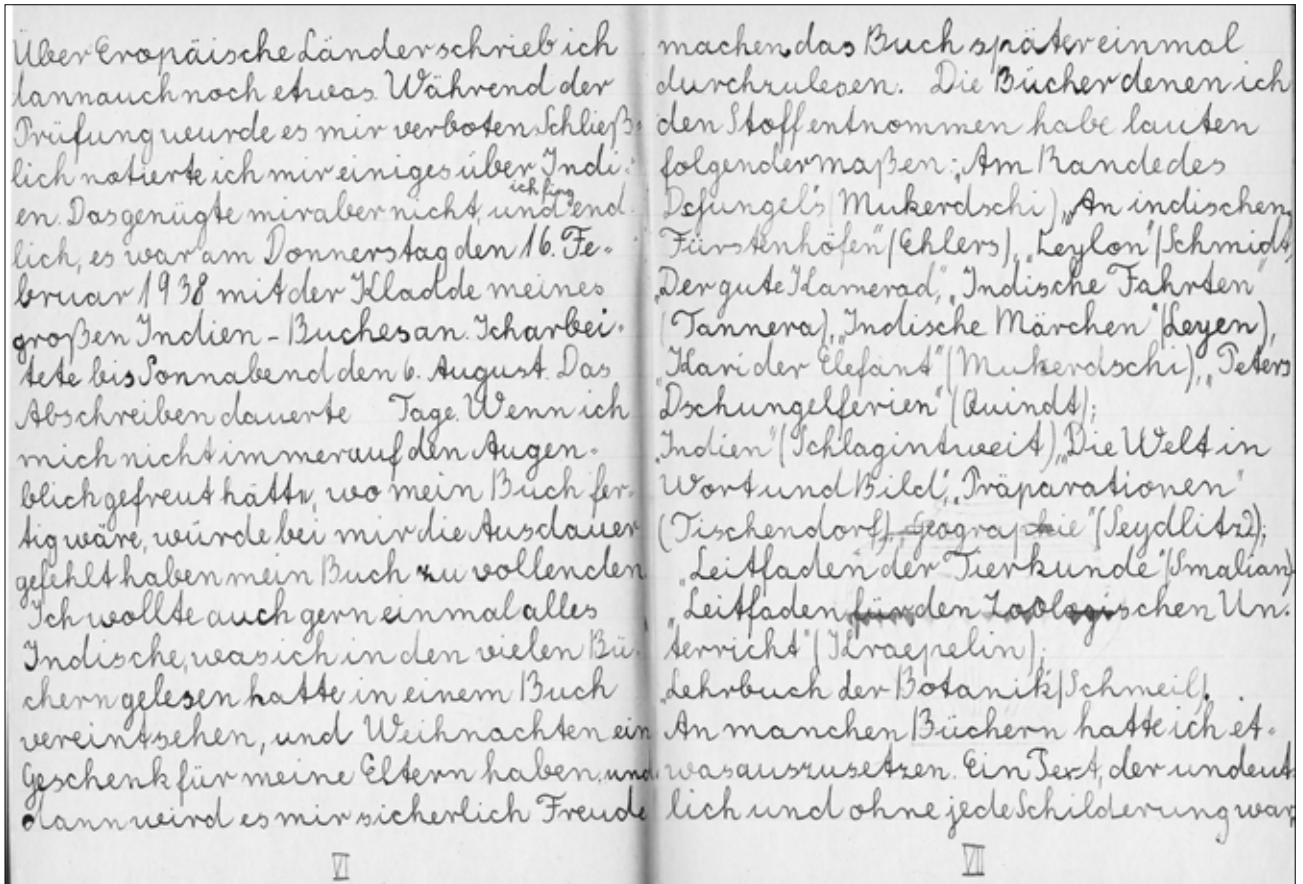 Über Eropäische Länder schrieb ich
dann auch noch etwas. Während der
Prüfung wurde es mir verboten. Schließ-
lich notierte ich mir einiges über Indi-
ich fing
en. Das genügte mir aber nicht, und end-
lich, es war am Donnerstag den 16. Fe-
bruar 1938 mit der Kladde meines
großen Indien - Buches an. Ich arbei-
tete bis Sonnabend den 6. August. Das
Abschreiben dauerte Tage. Wenn ich
mich nicht immer auf den Augen-
blick gefreut hätte, wo mein Buch fer-
tig wäre, würde bei mir die Ausdauer
gefehlt haben mein Buch zu vollenden
Ich wollte auch gern einmal alles
Indische, was ich in den vielen Bü-
chern gelesen hatte in einem Buch
vereint sehen, und Weihnachten ein
Geschenk für meine Eltern haben, und
dann wird es mir sicherlich Freude
VI
machen das Buch später einmal
durchzulesen. Die Bücher denen ich
den Stoff entnommen habe lauten
folgendermaßen: „Am Rande des
Dsjungels (Mukerdschi) „An indischen
Fürstenhöfen" (Ehlers), „Ceylon" (Schmidt),
„Der gute Kamerad", „Indische Fahrten"
(Tannera), „Indische Märchen" (Leyen),
„Kari der Elefant" (Mukerdschi), „Peters
Dschungelferien" (Quindt);
„Indien" (Schlagintweit) „Die Welt in
Wort und Bild", „Präparationen"
(Tischendorf), „Geographie" (Seydlitz2);
„Leitfaden der Tierkunde" (Smalian)
„Leitfaden für den Zoologischen Un-
terricht" (Kraepelin);
„Lehrbuch der Botanik (Schmeil).
An manchen Büchern hatte ich et-
was auszusetzen. Ein Text, der undeut-
lich und ohne jede Schilderung war,
VII